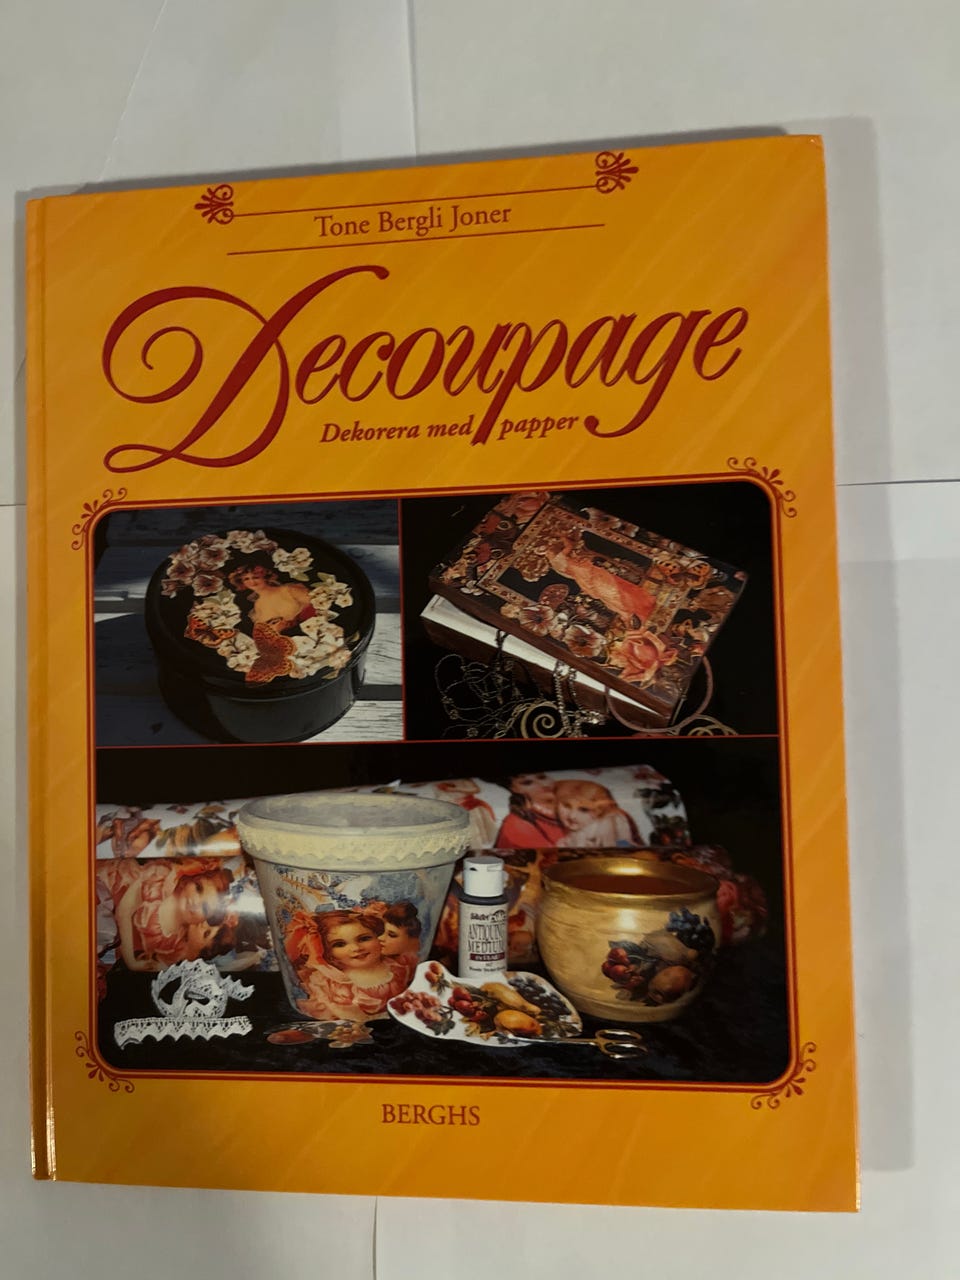 Tone Bergli Joner
Decoupage
Dekorera med papper
ANTIQUING
MEDIUM
BERGHS